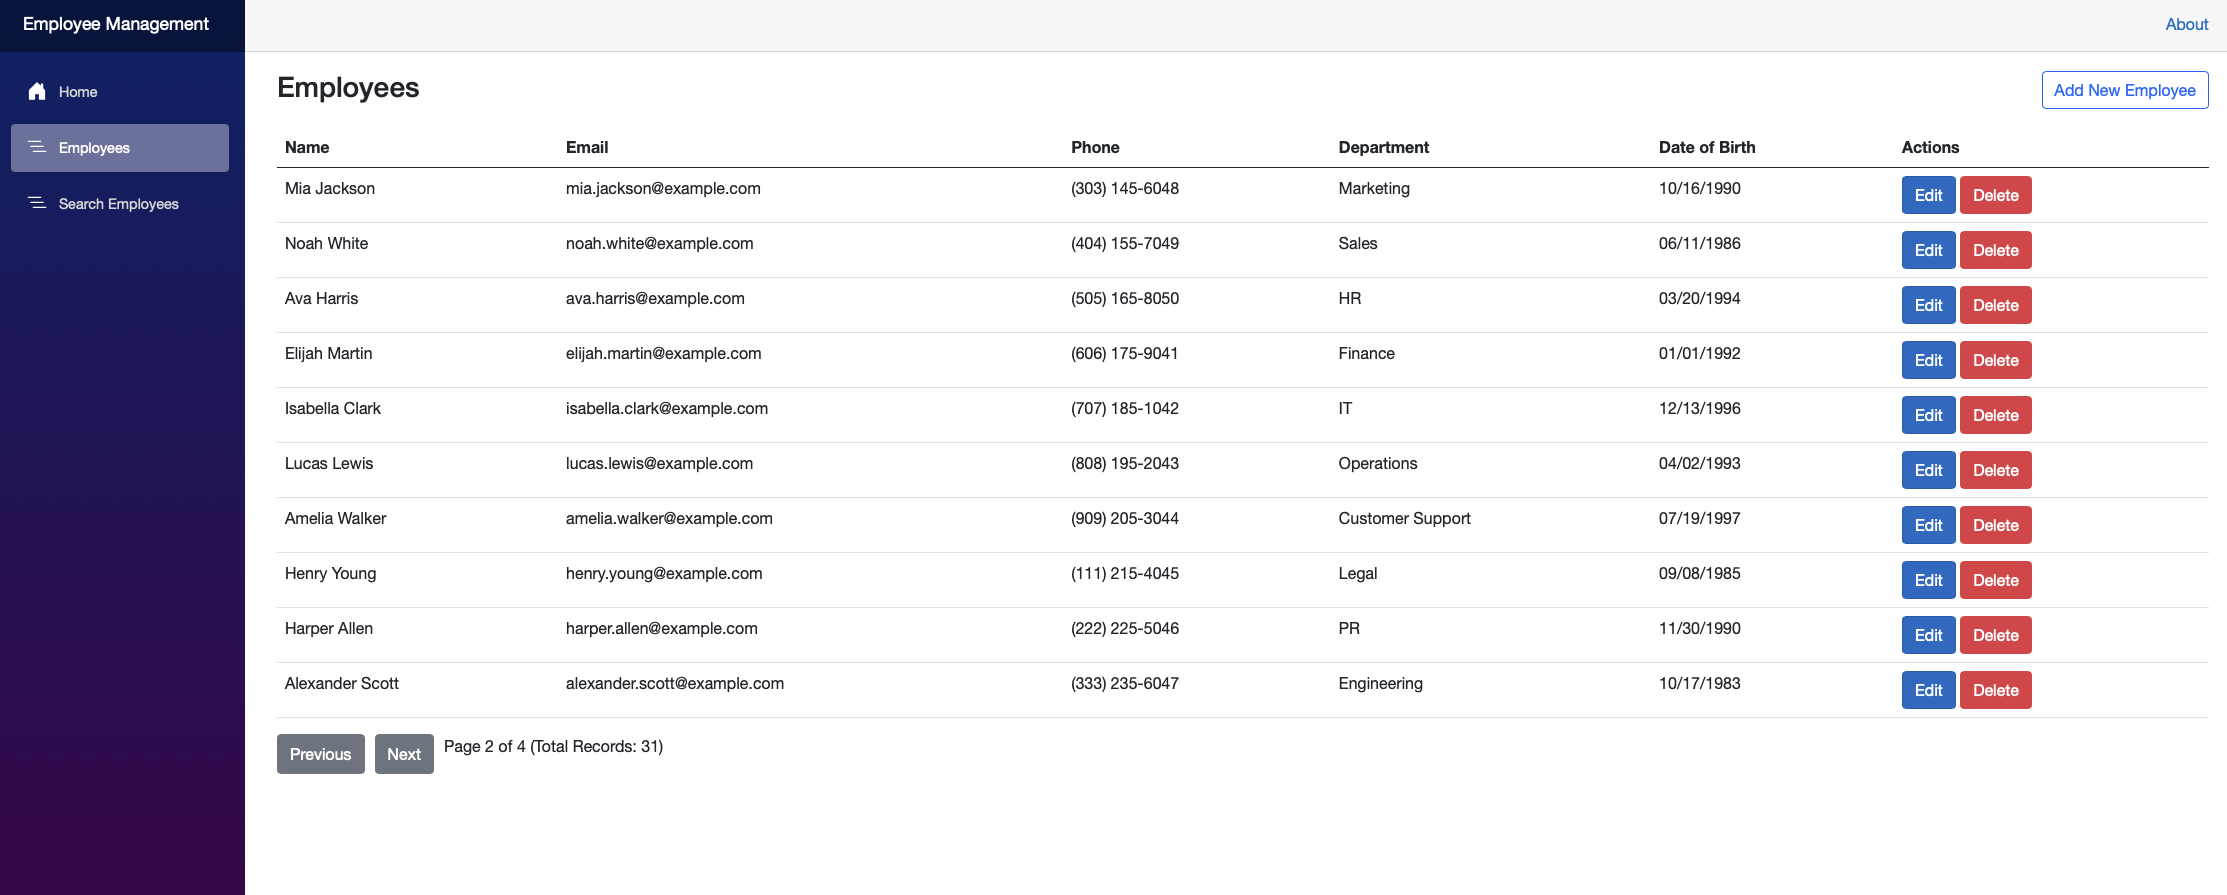 Employee Management
About
Home
Employees
Search Employees
Employees
Add New Employee
Name Email Phone Department Date of Birth Actions
Mia Jackson mia.jackson@example.com (303) 145-6048 Marketing 10/16/1990 Edit Delete
Noah White noah.white@example.com (404) 155-7049 Sales 06/11/1986 Edit Delete
Ava Harris ava.harris@example.com (505) 165-8050 HR 03/20/1994 Edit Delete
Elijah Martin elijah.martin@example.com (606) 175-9041 Finance 01/01/1992 Edit Delete
Isabella Clark isabella.clark@example.com (707) 185-1042 IT 12/13/1996 Edit Delete
Lucas Lewis lucas.lewis@example.com (808) 195-2043 Operations 04/02/1993 Edit Delete
Amelia Walker amelia.walker@example.com (909) 205-3044 Customer Support 07/19/1997 Edit Delete
Henry Young henry.young@example.com (111) 215-4045 Legal 09/08/1985 Edit Delete
Harper Allen harper.allen@example.com (222) 225-5046 PR 11/30/1990 Edit Delete
Alexander Scott alexander.scott@example.com (333) 235-6047 Engineering 10/17/1983 Edit Delete
Previous Next Page 2 of 4 (Total Records: 31)